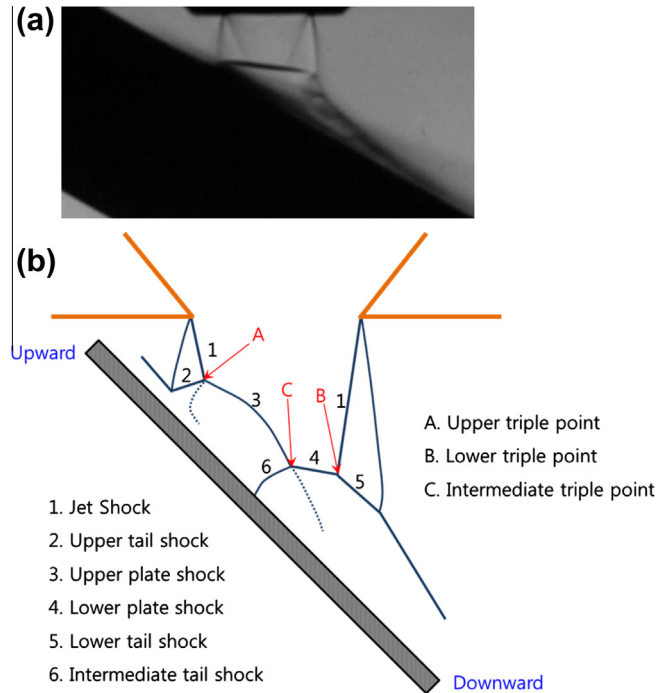 (a)
(b)
Upward
1
A
2
3
C
B
1
4
6
5
A. Upper triple point
B. Lower triple point
C. Intermediate triple point
1. Jet Shock
2. Upper tail shock
3. Upper plate shock
4. Lower plate shock
5. Lower tail shock
6. Intermediate tail shock
Downward